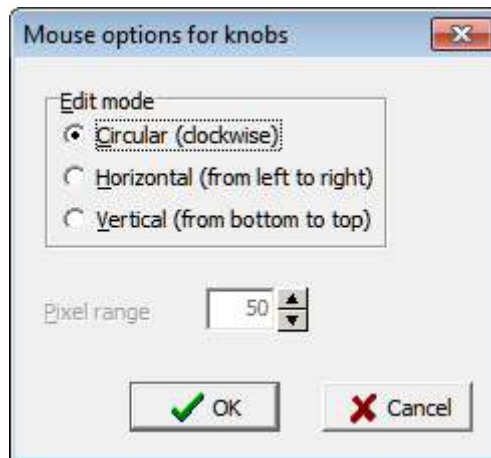 Mouse options for knobs
Edit mode
Circular (clockwise)
Horizontal (from left to right)
Vertical (from bottom to top)
Pixel range 50
OK Cancel